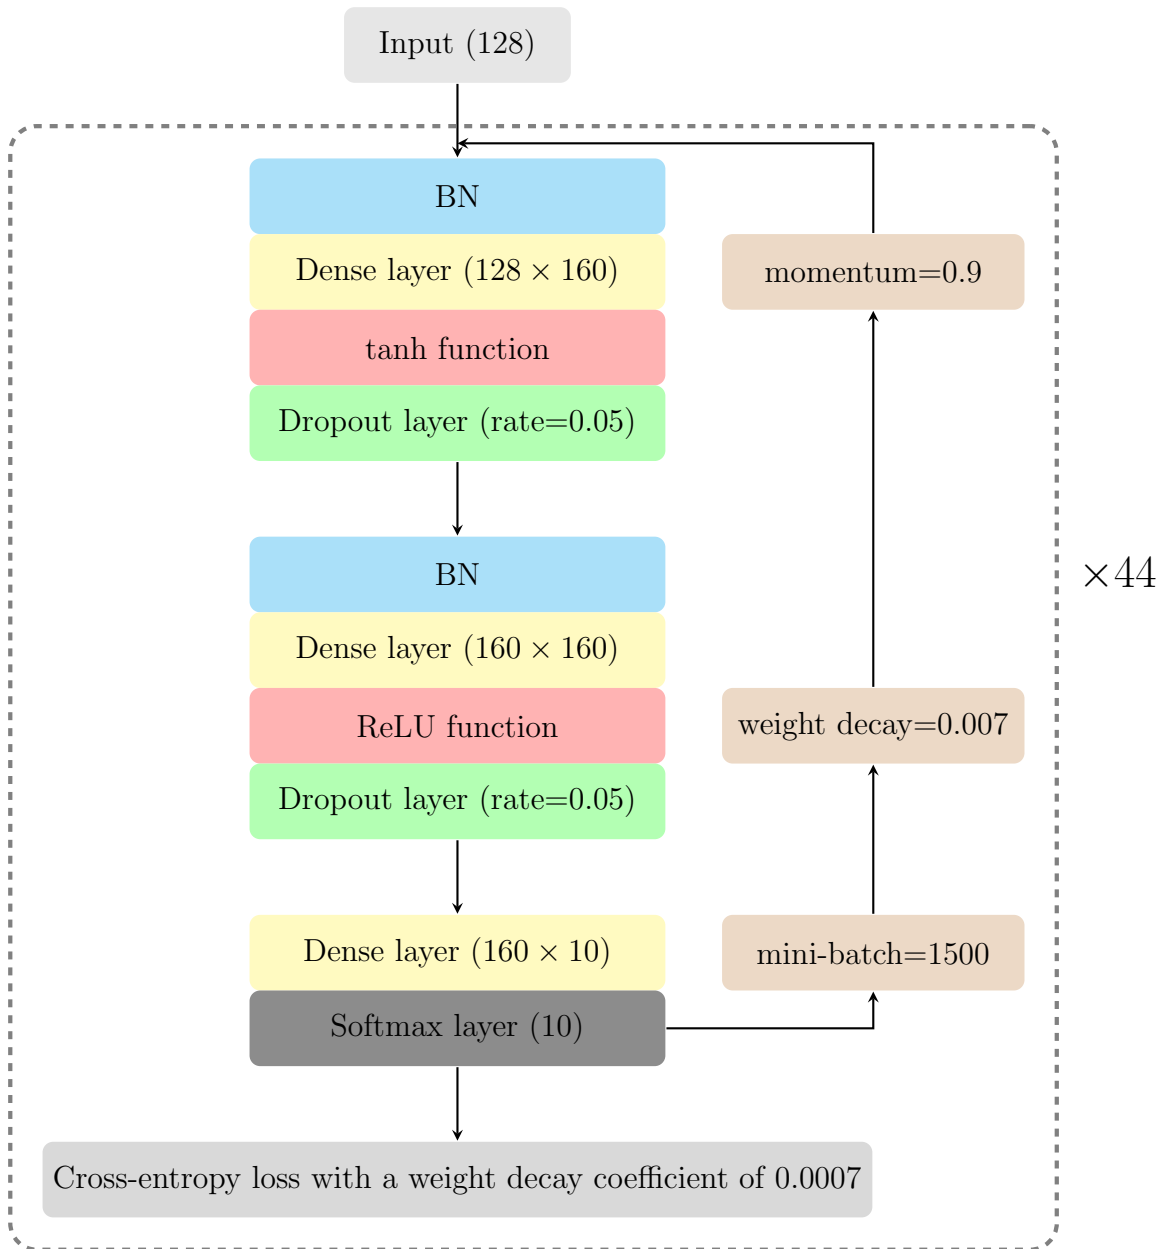 Input (128)
BN
Dense layer (128 × 160)
momentum=0.9
tanh function
Dropout layer (rate=0.05)
BN
×44
Dense layer (160 × 160)
ReLU function
weight decay=0.007
Dropout layer (rate=0.05)
Dense layer (160 × 10)
mini-batch=1500
Softmax layer (10)
Cross-entropy loss with a weight decay coefficient of 0.0007